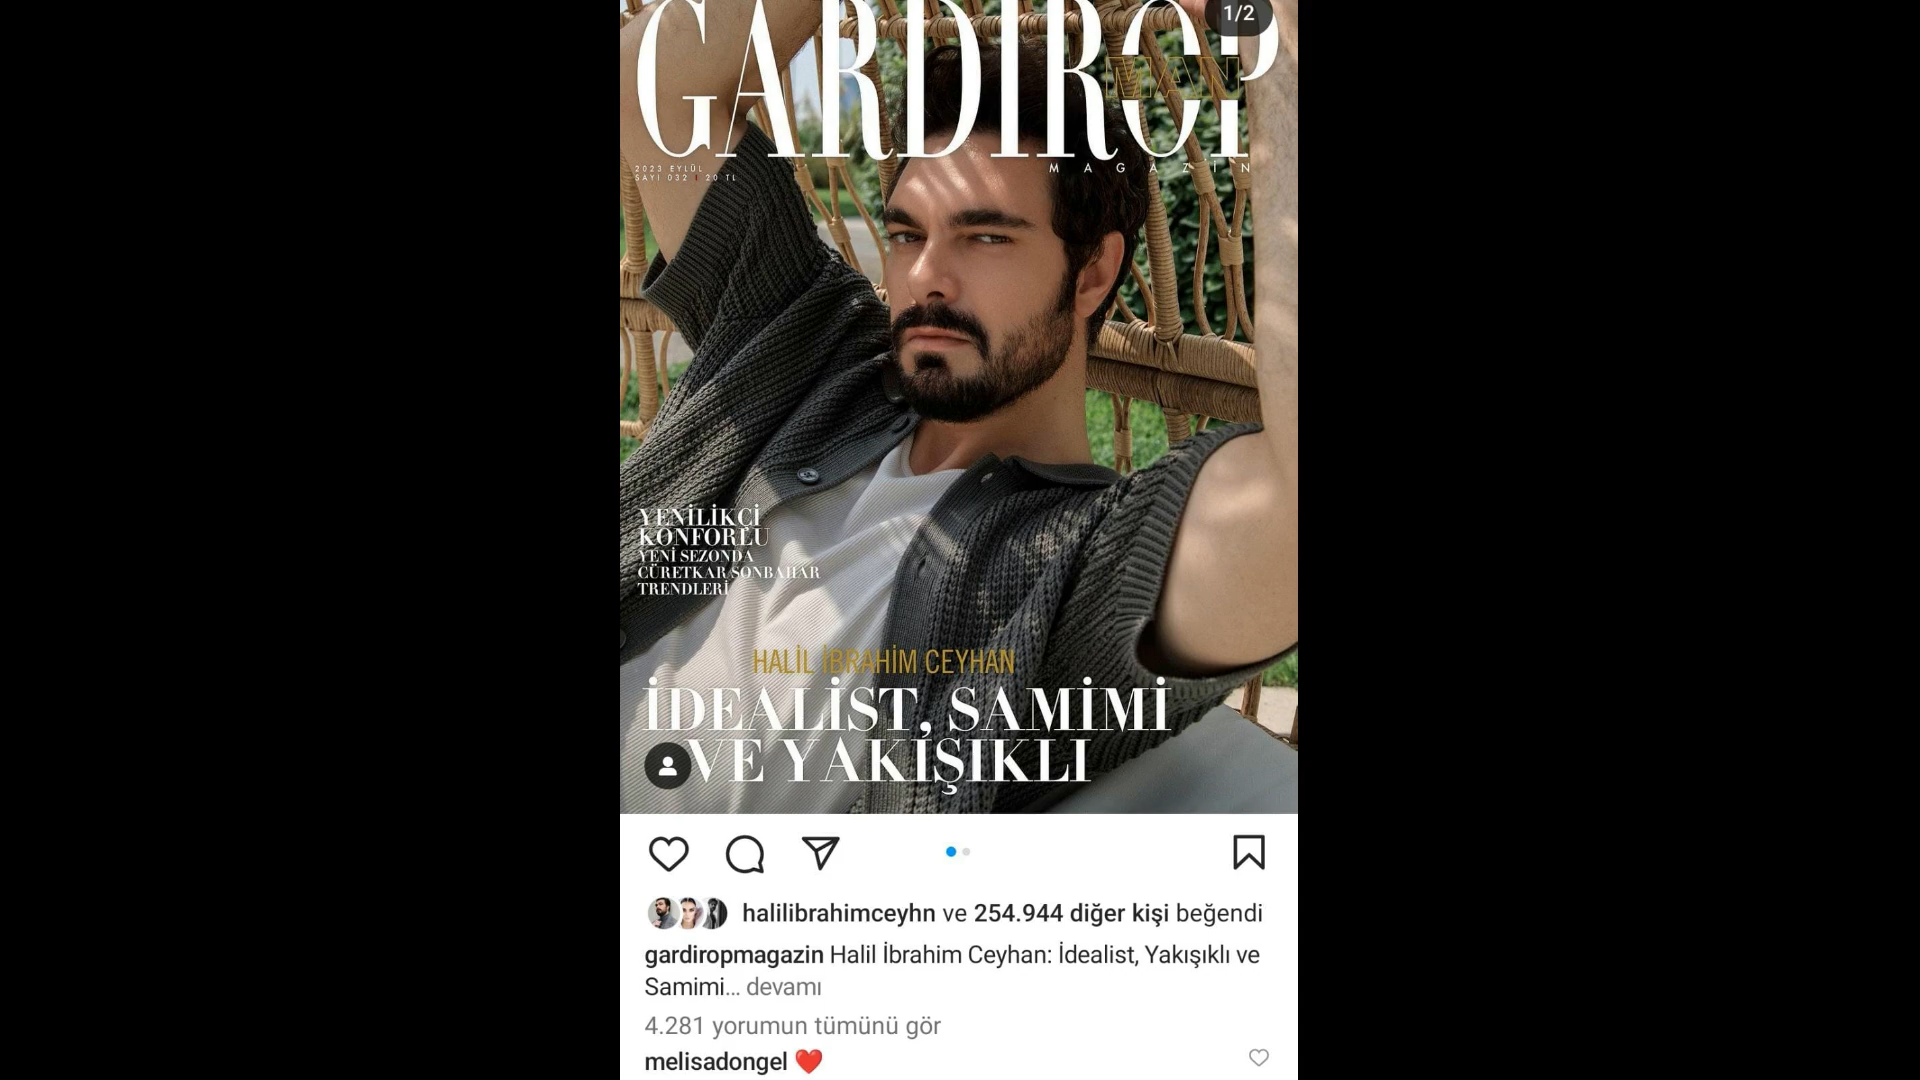 1/2
GARDIROP
MAN
2023 EYLÜL
SAYI 032 | 20 TL
MAGAZİN
YENİLİKÇİ
KONFORLU
YENİ SEZONDA
CÜRETKAR SONBAHAR
TRENDLERİ
HALİL İBRAHİM CEYHAN
İDEALİST, SAMİMİ
VE YAKIŞIKLI
halilibrahimceyhn ve 254.944 diğer kişi beğendi
gardiropmagazin Halil İbrahim Ceyhan: İdealist, Yakışıklı ve
Samimi... devamı
4.281 yorumun tümünü gör
melisadongel ❤️